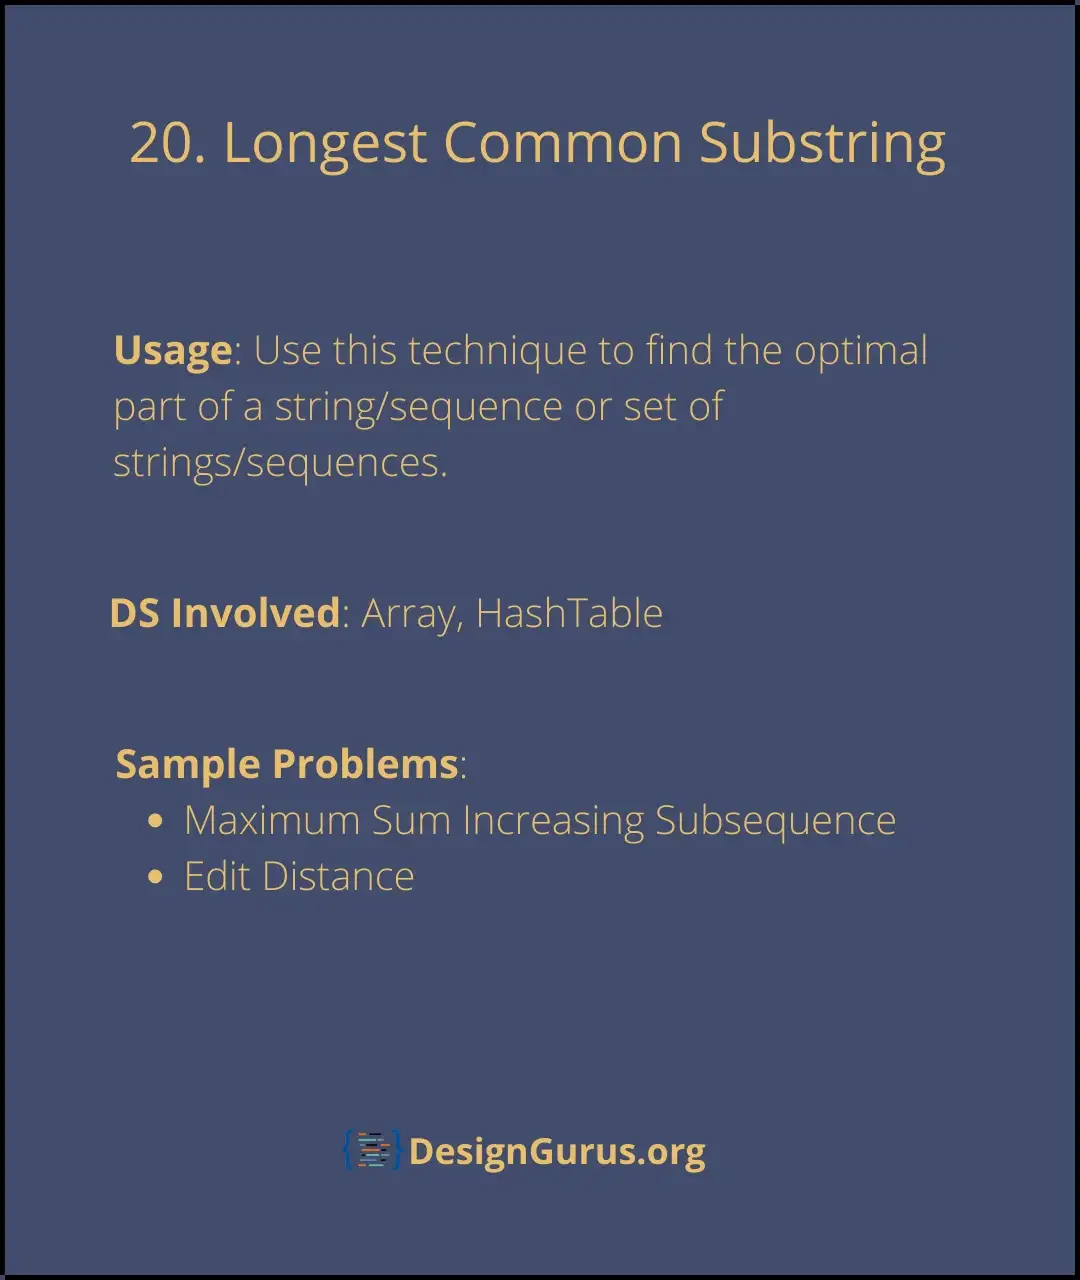 20. Longest Common Substring
Usage: Use this technique to find the optimal
part of a string/sequence or set of
strings/sequences.
DS Involved: Array, HashTable
Sample Problems:
• Maximum Sum Increasing Subsequence
• Edit Distance
DesignGurus.org